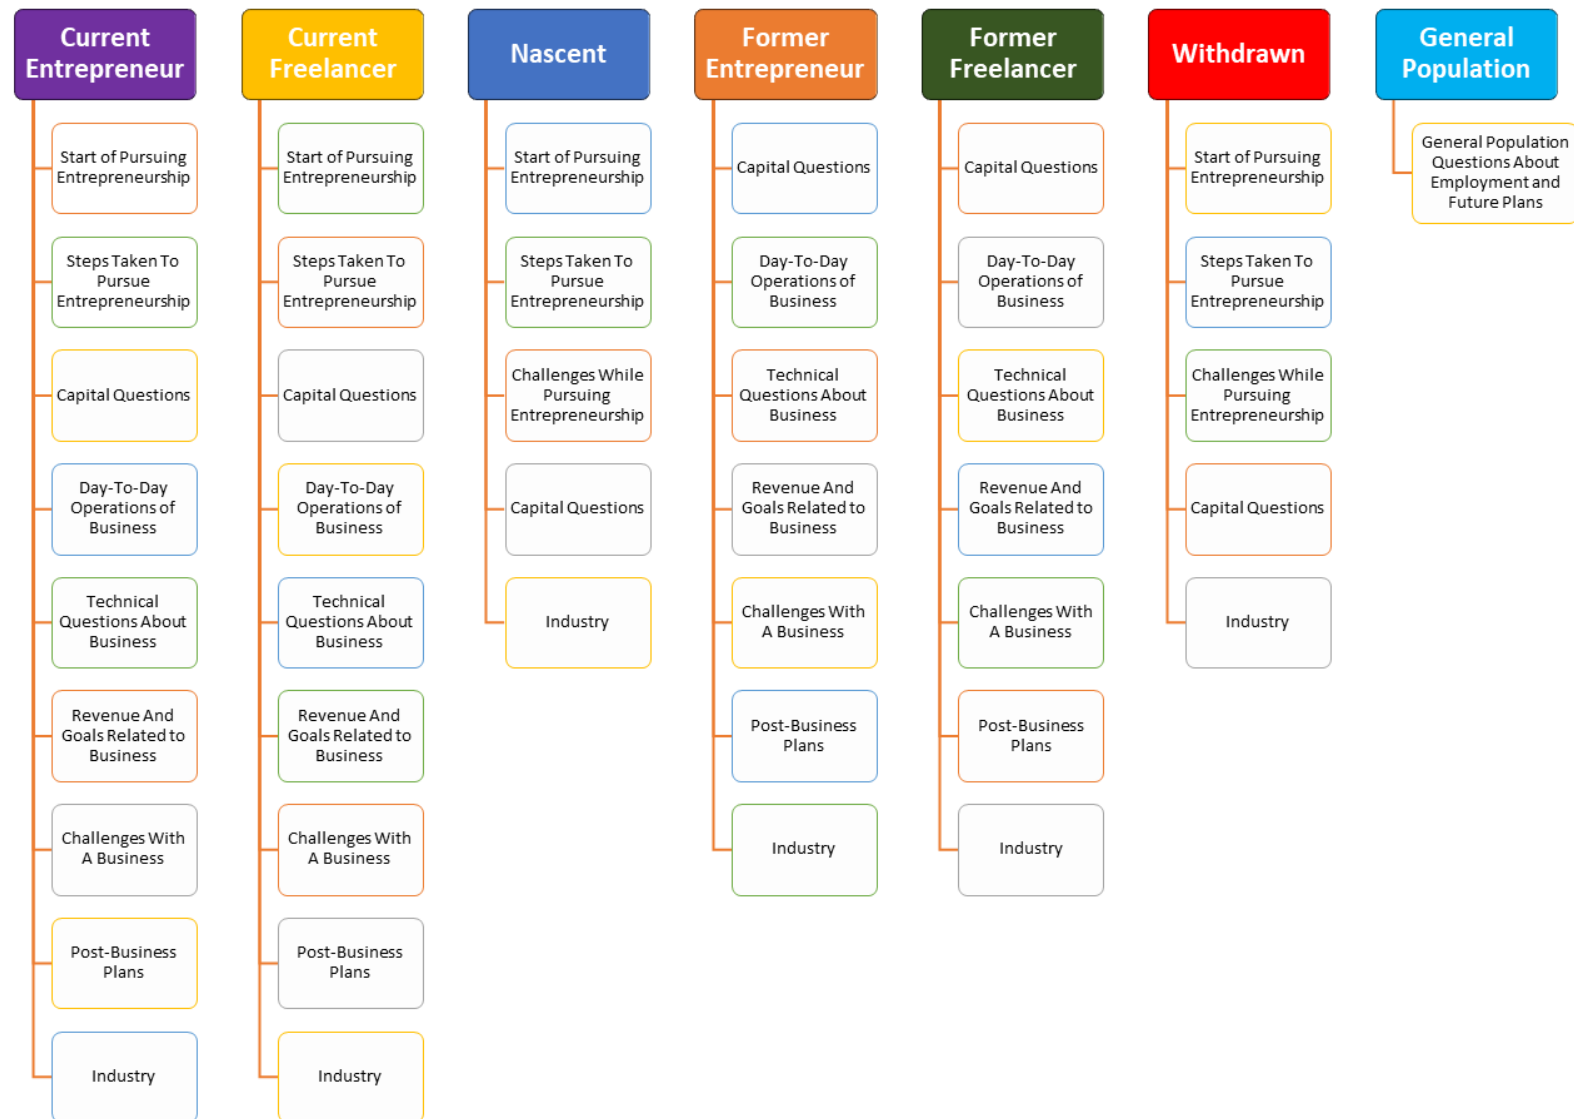 Current
Entrepreneur
Start of Pursuing
Entrepreneurship
Steps Taken To
Pursue
Entrepreneurship
Capital Questions
Day-To-Day
Operations of
Business
Technical
Questions About
Business
Revenue And
Goals Related to
Business
Challenges With
A Business
Post-Business
Plans
Industry
Current
Freelancer
Start of Pursuing
Entrepreneurship
Steps Taken To
Pursue
Entrepreneurship
Capital Questions
Day-To-Day
Operations of
Business
Technical
Questions About
Business
Revenue And
Goals Related to
Business
Challenges With
A Business
Post-Business
Plans
Industry
Nascent
Start of Pursuing
Entrepreneurship
Steps Taken To
Pursue
Entrepreneurship
Challenges While
Pursuing
Entrepreneurship
Capital Questions
Industry
Former
Entrepreneur
Capital Questions
Day-To-Day
Operations of
Business
Technical
Questions About
Business
Revenue And
Goals Related to
Business
Challenges With
A Business
Post-Business
Plans
Industry
Former
Freelancer
Capital Questions
Day-To-Day
Operations of
Business
Technical
Questions About
Business
Revenue And
Goals Related to
Business
Challenges With
A Business
Post-Business
Plans
Industry
Withdrawn
Start of Pursuing
Entrepreneurship
Steps Taken To
Pursue
Entrepreneurship
Challenges While
Pursuing
Entrepreneurship
Capital Questions
Industry
General
Population
General Population
Questions About
Employment and
Future Plans